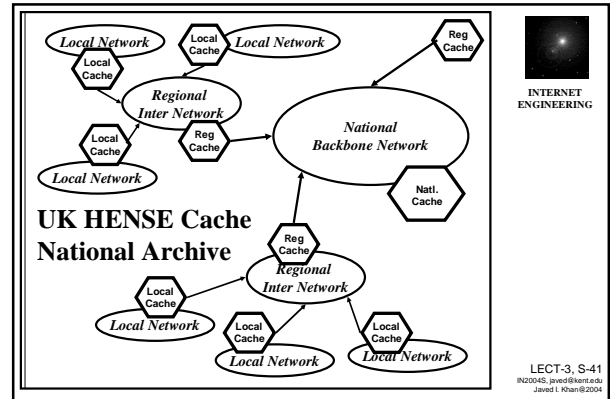 Local Network
Local
Cache
Local Network
Reg
Cache
Local
Cache
Regional
Inter Network
Reg
Cache
Local
Cache
Local Network
National
Backbone Network
Natl.
Cache
INTERNET
ENGINEERING
UK HENSE Cache
National Archive
Reg
Cache
Regional
Inter Network
Local
Cache
Local Network
Local
Cache
Local Network
Local
Cache
Local Network
LECT-3, S-41
IN2004S, javed@kent.edu
Javed I. Khan@2004